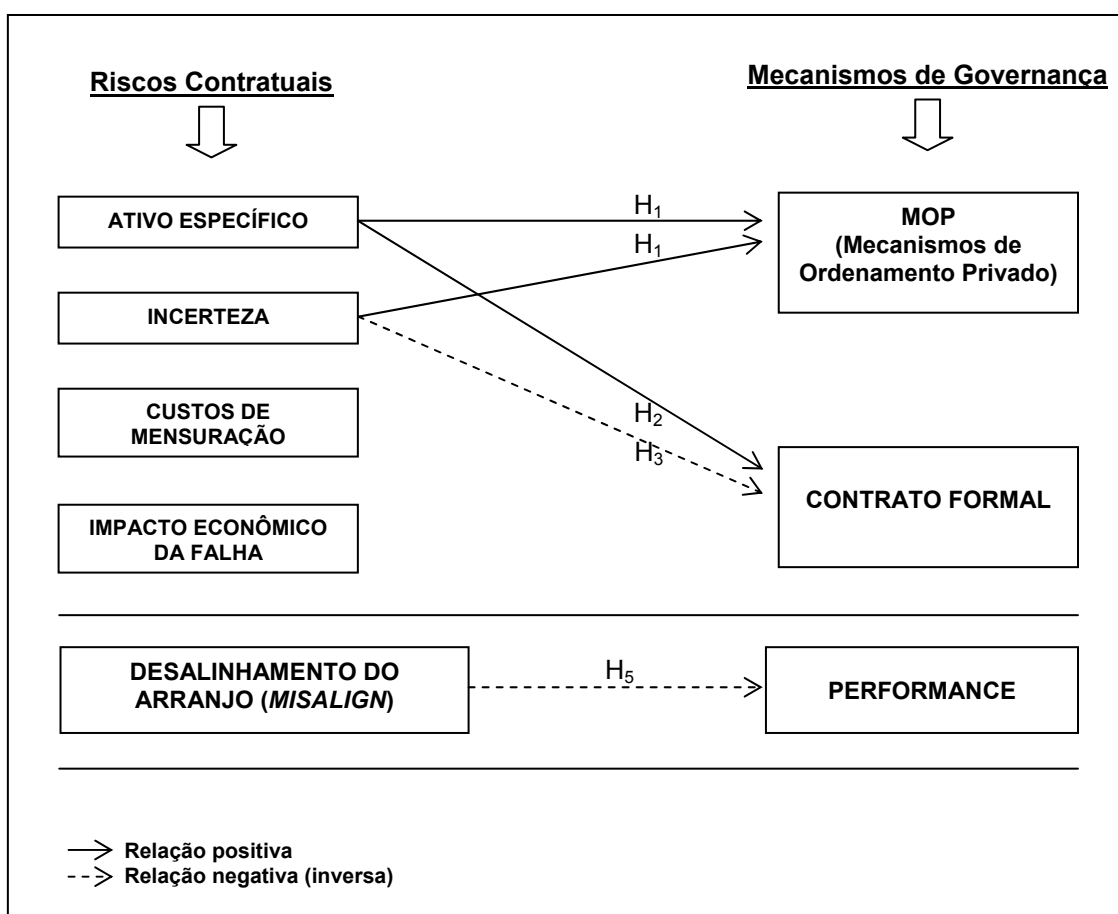 Riscos Contratuais
Mecanismos de Governança
ATIVO ESPECÍFICO
H₁
MOP
(Mecanismos de
Ordenamento Privado)
H₁
INCERTEZA
CUSTOS DE
MENSURAÇÃO
H₂
H₃
CONTRATO FORMAL
IMPACTO ECONÔMICO
DA FALHA
DESALINHAMENTO DO
ARRANJO (MISALIGN)
H₅
PERFORMANCE
Relação positiva
Relação negativa (inversa)